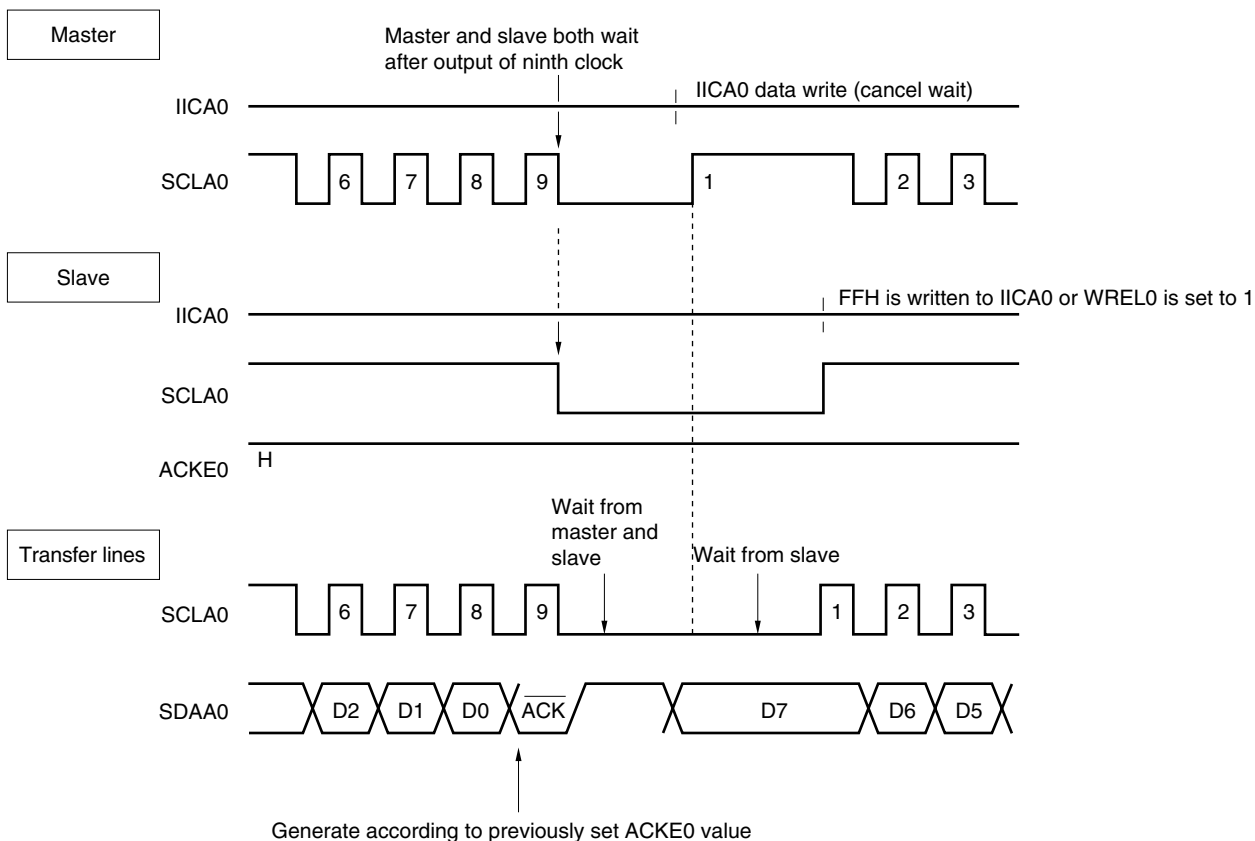 Master
Master and slave both wait
after output of ninth clock
IICA0
IICA0 data write (cancel wait)
SCLA0
6 7 8 9 1 2 3
Slave
FFH is written to IICA0 or WREL0 is set to 1
IICA0
SCLA0
H
ACKE0
Wait from
master and
slave
Wait from slave
Transfer lines
SCLA0
6 7 8 9 1 2 3
SDAA0
D2 D1 D0 ACK D7 D6 D5
Generate according to previously set ACKE0 value